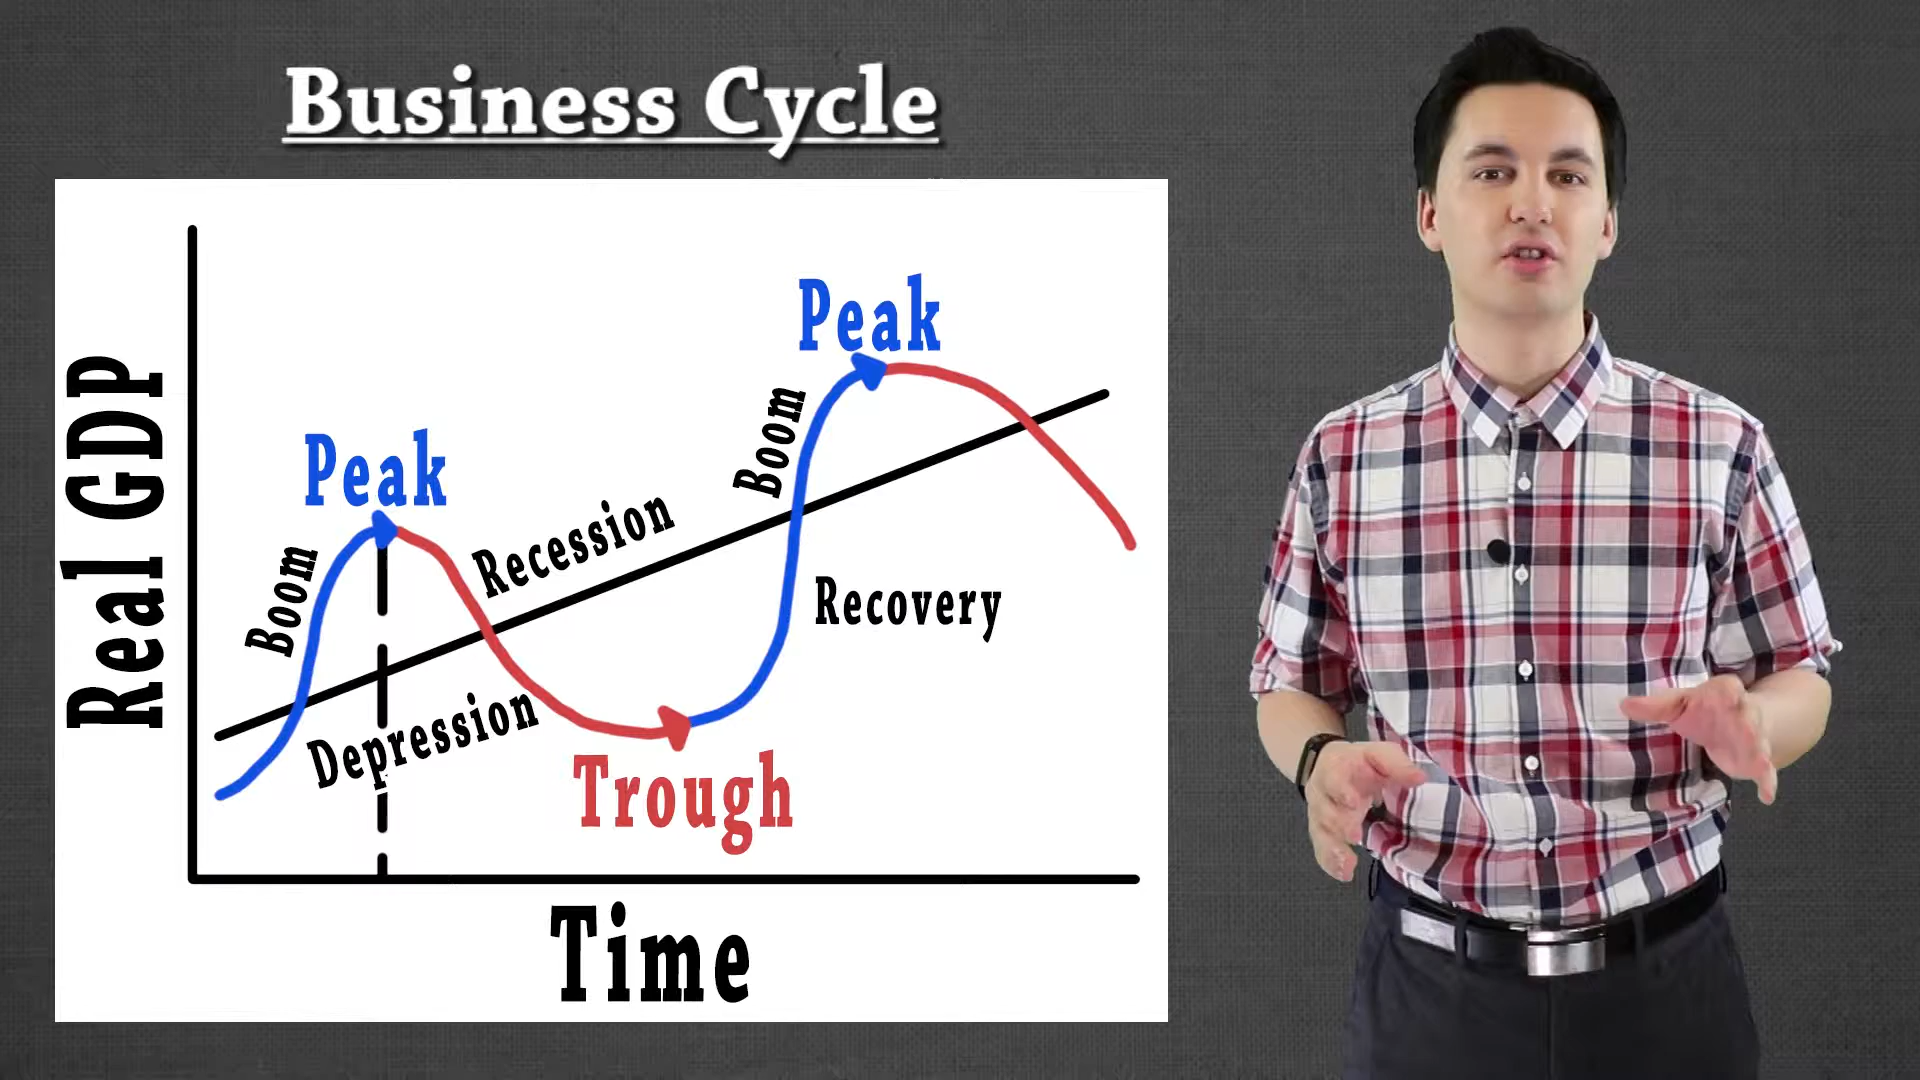 Business Cycle
Real GDP
Peak
Boom
Recession
Depression
Trough
Peak
Boom
Recovery
Time